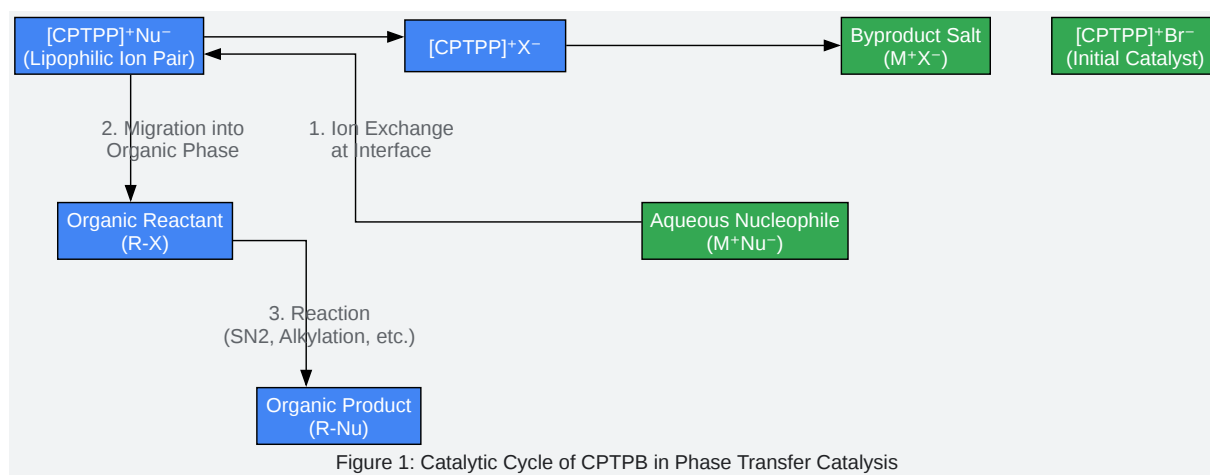 [CPTPP]⁺Nu⁻
(Lipophilic Ion Pair)
[CPTPP]⁺X⁻
Byproduct Salt
(M⁺X⁻)
[CPTPP]⁺Br⁻
(Initial Catalyst)
2. Migration into
Organic Phase
1. Ion Exchange
at Interface
Organic Reactant
(R-X)
Aqueous Nucleophile
(M⁺Nu⁻)
3. Reaction
(SN2, Alkylation, etc.)
Organic Product
(R-Nu)
Figure 1: Catalytic Cycle of CPTPB in Phase Transfer Catalysis